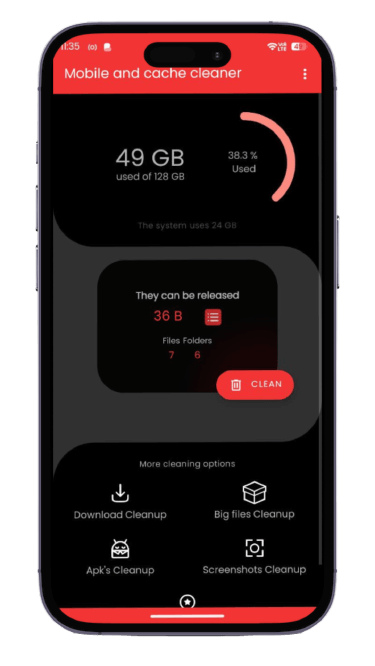 11:35
Mobile and cache cleaner
49 GB
used of 128 GB
38.3 %
Used
The system uses 24 GB
They can be released
36 B
Files Folders
7 6
CLEAN
More cleaning options
Download Cleanup
Big files Cleanup
Apk's Cleanup
Screenshots Cleanup